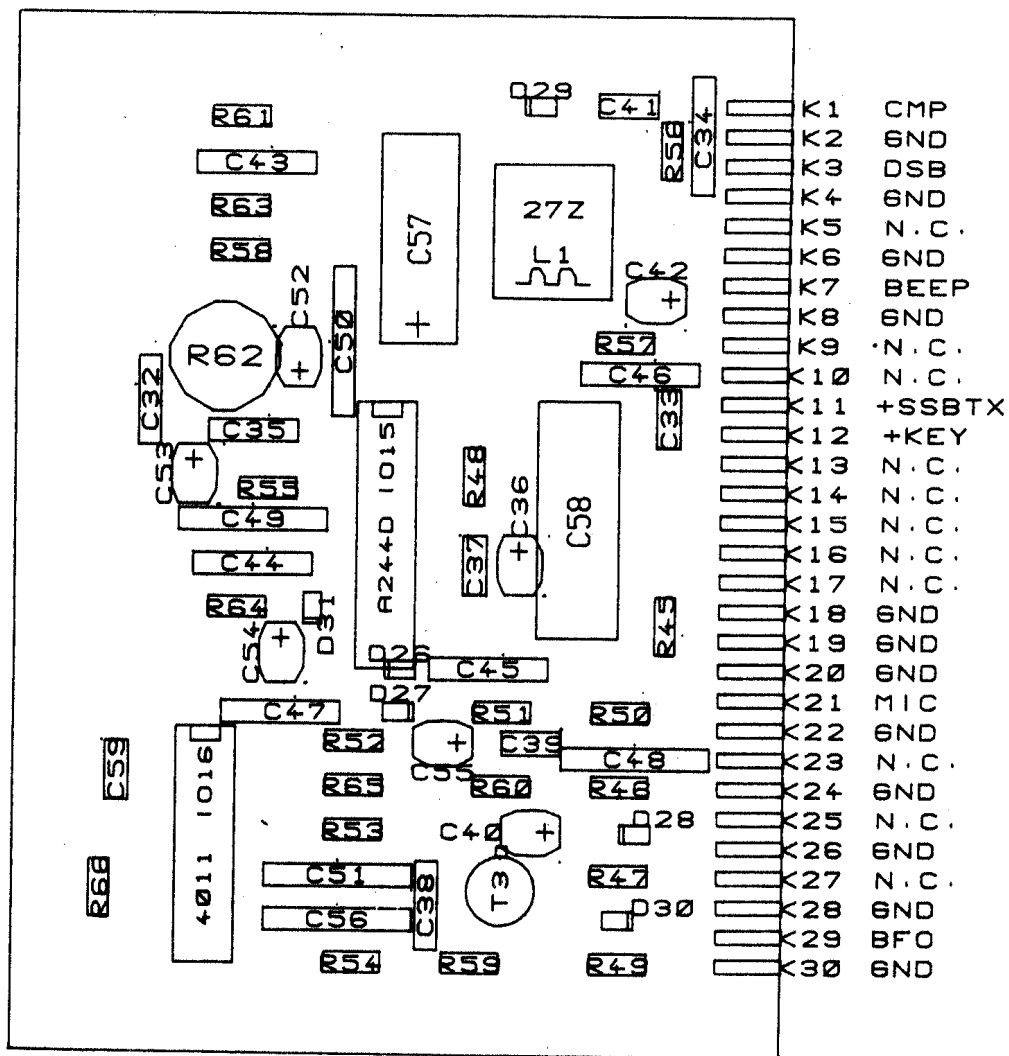 D29
C41
C34
R61
R56
C43
R63
R58
27Z
L1
C57
C42
C52
C50
R62
R57
C46
C32
C35
C33
C53
R55
C49
A244D IO15
R48
C36
C58
C37
C44
R64
D31
C54
R45
D26
C45
D27
C47
R51
R50
R52
C39
C55
C48
C59
4011 IO16
R65
R60
R46
R53
C40
D28
T3
C51
C38
R47
R68
C56
D30
R54
R59
R49
K1 CMP
K2 GND
K3 DSB
K4 GND
K5 N.C.
K6 GND
K7 BEEP
K8 GND
K9 N.C.
K10 N.C.
K11 +SSBTX
K12 +KEY
K13 N.C.
K14 N.C.
K15 N.C.
K16 N.C.
K17 N.C.
K18 GND
K19 GND
K20 GND
K21 MIC
K22 GND
K23 N.C.
K24 GND
K25 N.C.
K26 GND
K27 N.C.
K28 GND
K29 BFO
K30 GND